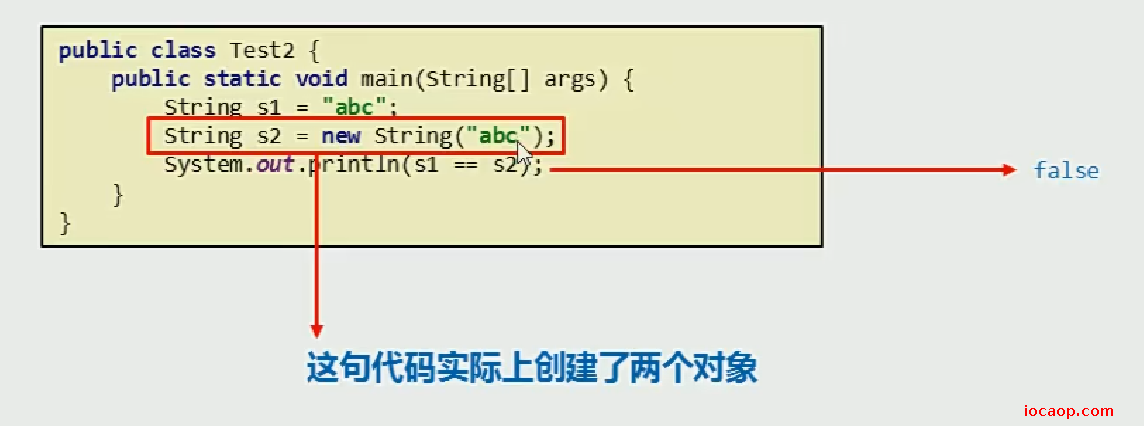 public class Test2 {
public static void main(String[] args) {
String s1 = "abc";
String s2 = new String("abc");
System.out.println(s1 == s2);
}
}
false
这句代码实际上创建了两个对象
iocaop.com